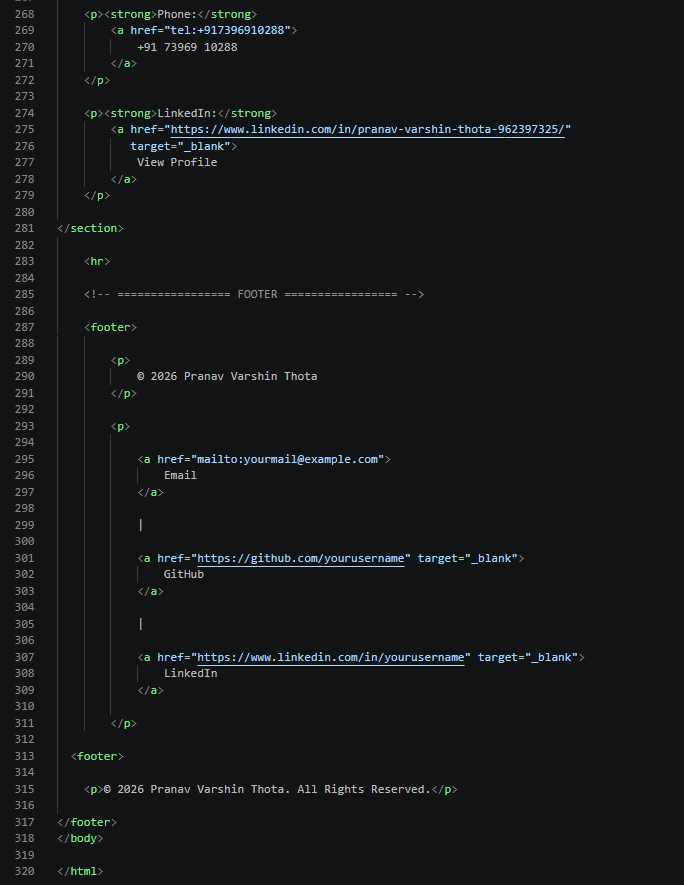 268 <p><strong>Phone:</strong>
269 <a href="tel:+917396910288">
270 +91 73969 10288
271 </a>
272 </p>
273
274 <p><strong>LinkedIn:</strong>
275 <a href="https://www.linkedin.com/in/pranav-varshin-thota-962397325/"
276 target="_blank">
277 View Profile
278 </a>
279 </p>
280
281 </section>
282
283 <hr>
284
285 <!-- ================= FOOTER ================= -->
286
287 <footer>
288
289 <p>
290 © 2026 Pranav Varshin Thota
291 </p>
292
293 <p>
294
295 <a href="mailto:yourmail@example.com">
296 Email
297 </a>
298
299 |
300
301 <a href="https://github.com/yourusername" target="_blank">
302 GitHub
303 </a>
304
305 |
306
307 <a href="https://www.linkedin.com/in/yourusername" target="_blank">
308 LinkedIn
309 </a>
310
311 </p>
312
313 <footer>
314
315 <p>© 2026 Pranav Varshin Thota. All Rights Reserved.</p>
316
317 </footer>
318 </body>
319
320 </html>